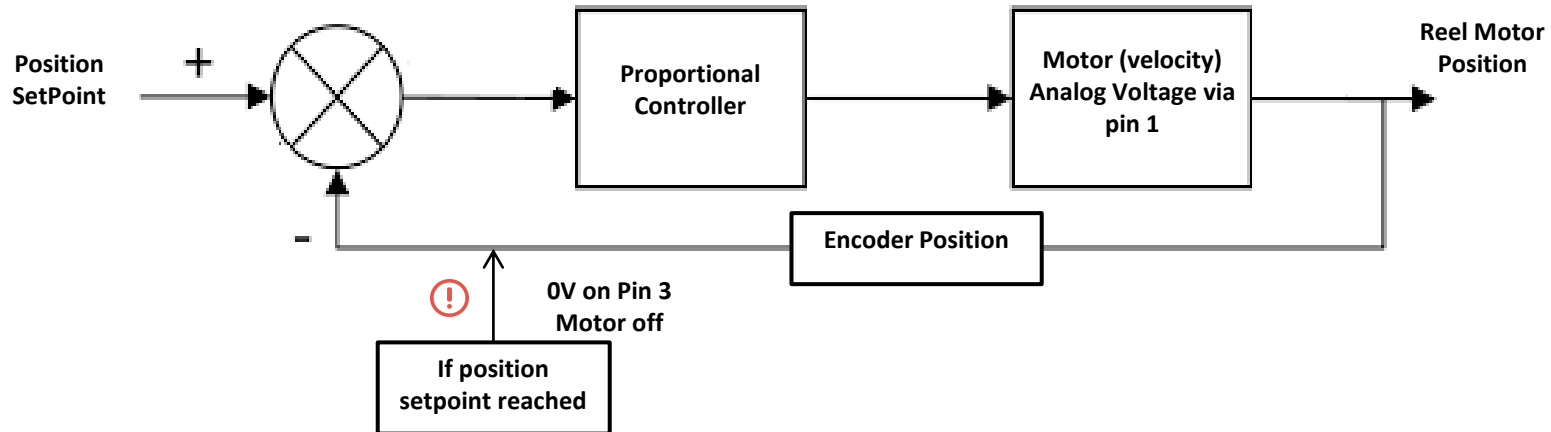 Position
SetPoint
+
Proportional
Controller
Motor (velocity)
Analog Voltage via
pin 1
Reel Motor
Position
-
Encoder Position
!
0V on Pin 3
Motor off
If position
setpoint reached